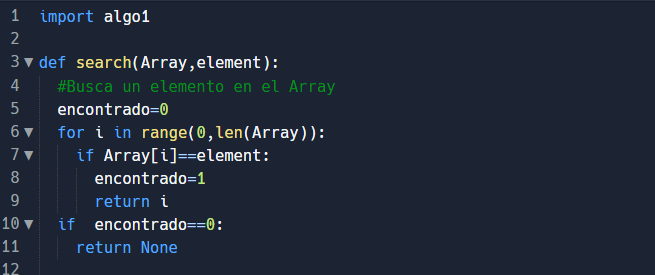 1 import algo1
2
3 def search(Array,element):
4 #Busca un elemento en el Array
5 encontrado=0
6 for i in range(0,len(Array)):
7 if Array[i]==element:
8 encontrado=1
9 return i
10 if  encontrado==0:
11 return None
12